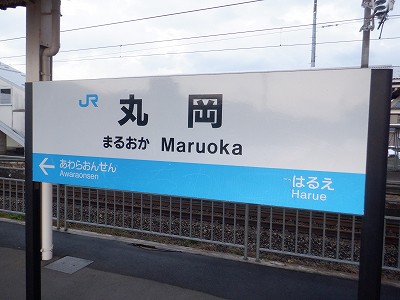 JR 丸岡
まるおか Maruoka
← あわらおんせん
Awaraonsen
はるえ
Harue